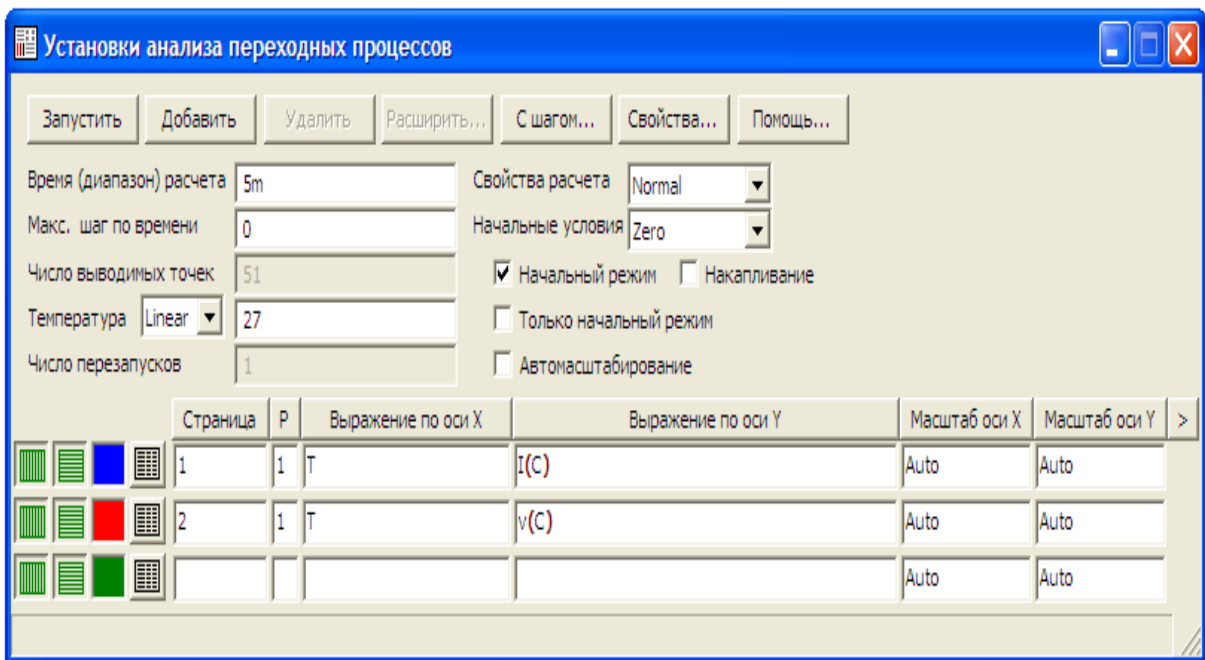 Установки анализа переходных процессов
Запустить Добавить Удалить Расширить... С шагом... Свойства... Помощь...
Время (диапазон) расчета 5m Свойства расчета Normal
Макс. шаг по времени 0 Начальные условия Zero
Число выводимых точек 51 Начальный режим Накапливание
Температура Linear 27 Только начальный режим
Число перезапусков 1 Автомасштабирование
Страница P Выражение по оси X Выражение по оси Y Масштаб оси X Масштаб оси Y >
1 1 T I(C) Auto Auto
2 1 T v(C) Auto Auto
Auto Auto